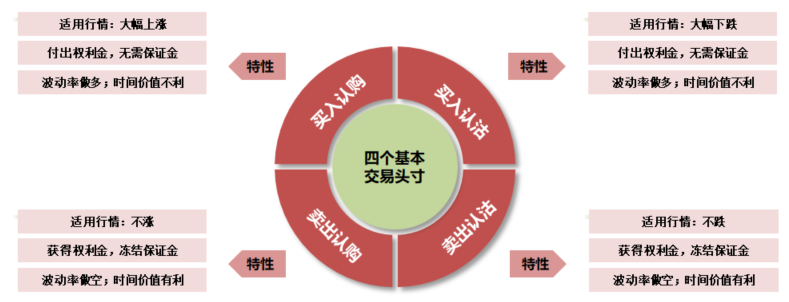 适用行情：大幅上涨
付出权利金，无需保证金
波动率做多；时间价值不利
特性
买入认购
适用行情：大幅下跌
付出权利金，无需保证金
波动率做多；时间价值不利
特性
买入认沽
四个基本
交易头寸
适用行情：不涨
获得权利金，冻结保证金
波动率做空；时间价值有利
特性
卖出认购
适用行情：不跌
获得权利金，冻结保证金
波动率做空；时间价值有利
特性
卖出认沽